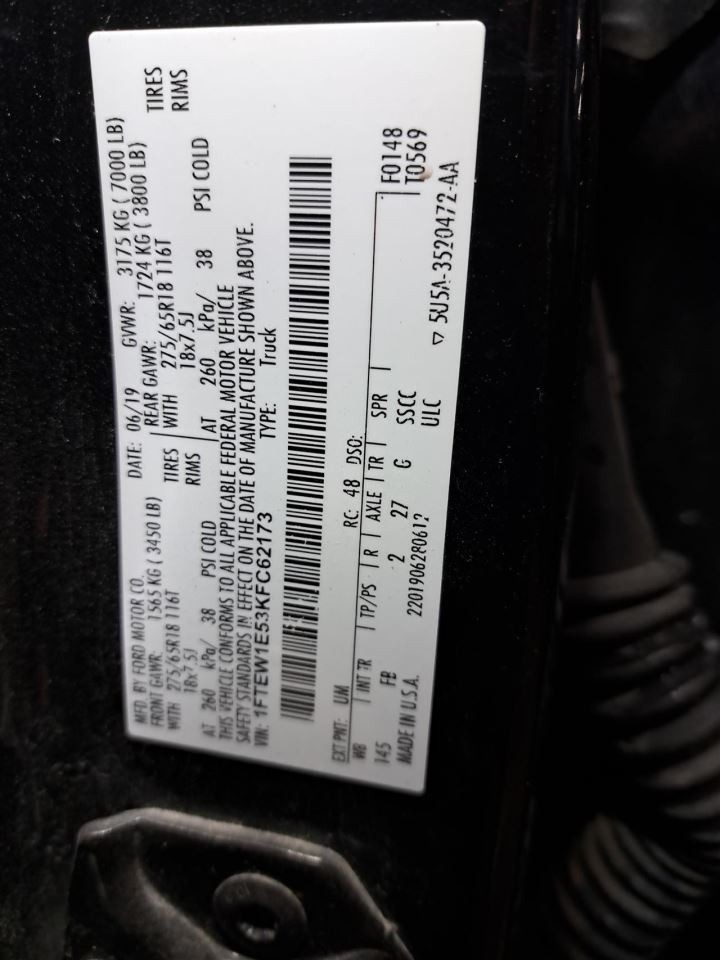 MFD. BY FORD MOTOR CO. DATE: 06/19 GVWR: 3175 KG ( 7000 LB)
FRONT GAWR: 1565 KG ( 3450 LB) REAR GAWR: 1724 KG ( 3800 LB)
WITH 275/65R18 116T TIRES WITH 275/65R18 116T TIRES
18x7.5J RIMS 18x7.5J RIMS
AT 260 kPa/ 38 PSI COLD AT 260 kPa/ 38 PSI COLD
THIS VEHICLE CONFORMS TO ALL APPLICABLE FEDERAL MOTOR VEHICLE
SAFETY STANDARDS IN EFFECT ON THE DATE OF MANUFACTURE SHOWN ABOVE.
VIN: 1FTEW1E53KFC62173 TYPE: Truck
EXT PNT: UM RC: 48 DSO:
WB INT TR TP/PS R AXLE TR SPR F0148
145 FB 2 27 G SSCC T0569
MADE IN U.S.A. 2201906280612 ULC
▽ 5U5A-3520472-AA